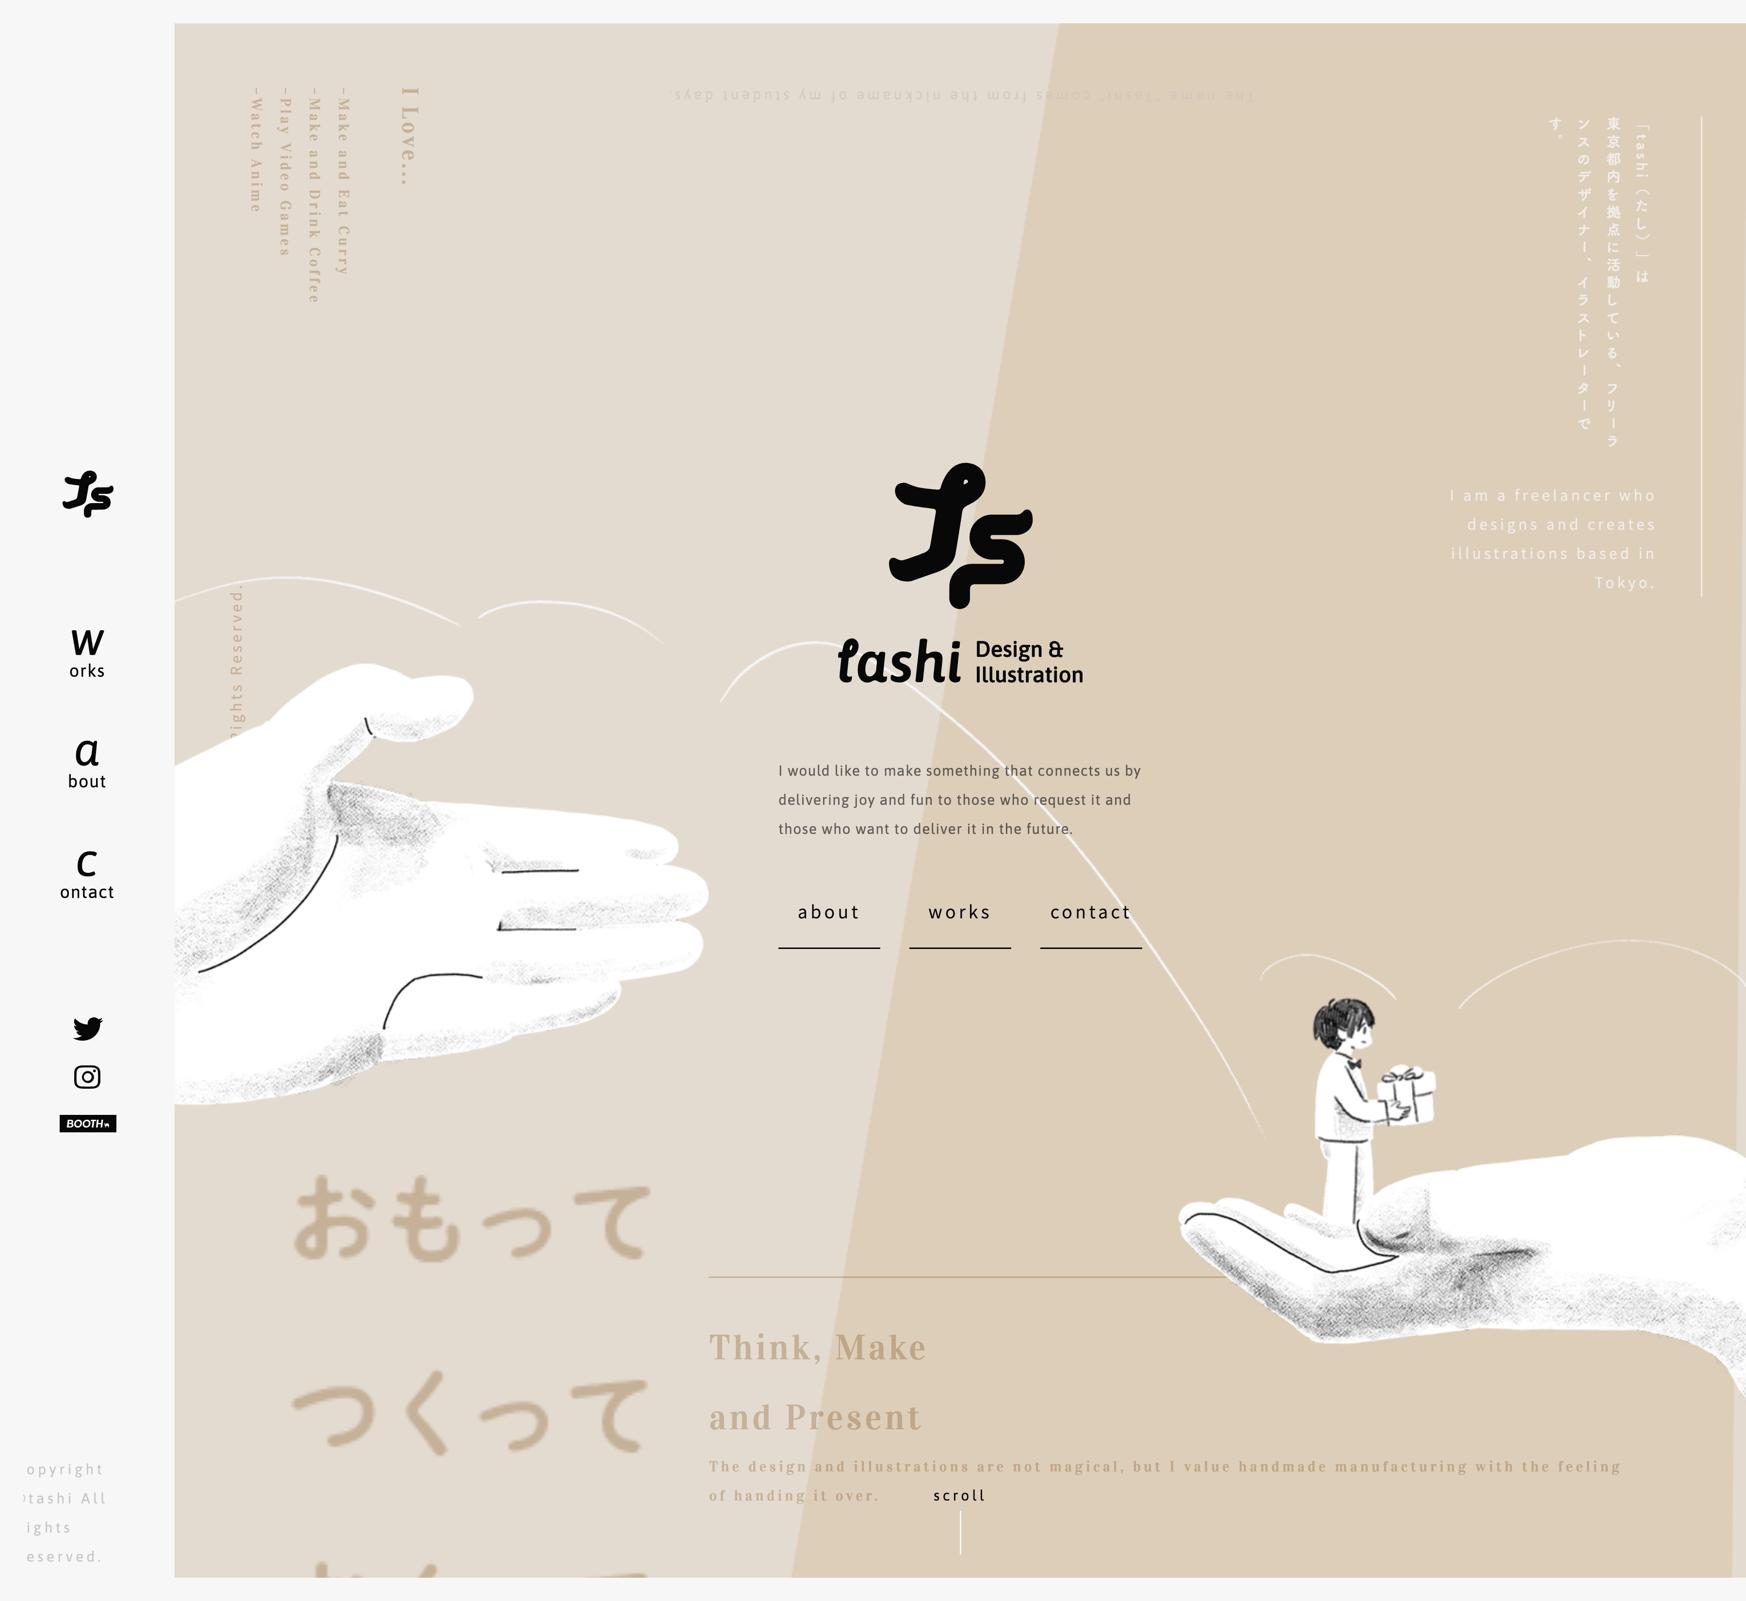 W
orks
a
bout
c
ontact
BOOTH
opyright
tashi All
ights
eserved.
I Love...
-Make and Eat Curry
-Make and Drink Coffee
-Play Video Games
-Watch Anime
The name "Tashi" comes from the nickname of my student days.
「tashi（たし）」は
東京都内を拠点に活動している、フリーラ
ンスのデザイナー、イラストレーターで
す。
I am a freelancer who
designs and creates
illustrations based in
Tokyo.
ights Reserved.
tashi Design &
Illustration
I would like to make something that connects us by
delivering joy and fun to those who request it and
those who want to deliver it in the future.
about works contact
おもって
つくって
Think, Make
and Present
The design and illustrations are not magical, but I value handmade manufacturing with the feeling
of handing it over.
scroll